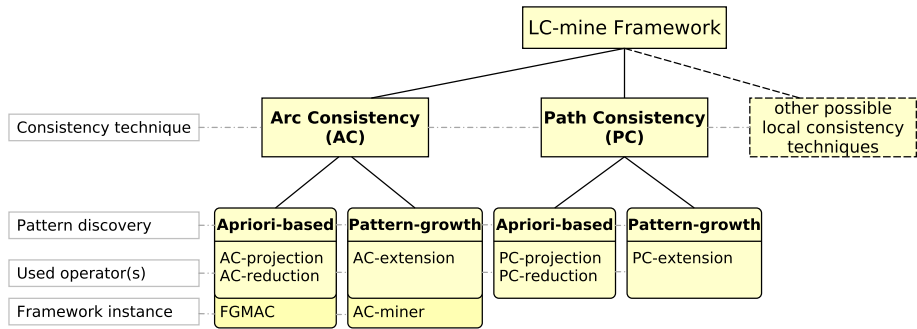 LC-mine Framework
Consistency technique
Arc Consistency
(AC)
Path Consistency
(PC)
other possible
local consistency
techniques
Pattern discovery
Apriori-based
Pattern-growth
Apriori-based
Pattern-growth
Used operator(s)
AC-projection
AC-reduction
AC-extension
PC-projection
PC-reduction
PC-extension
Framework instance
FGMAC
AC-miner